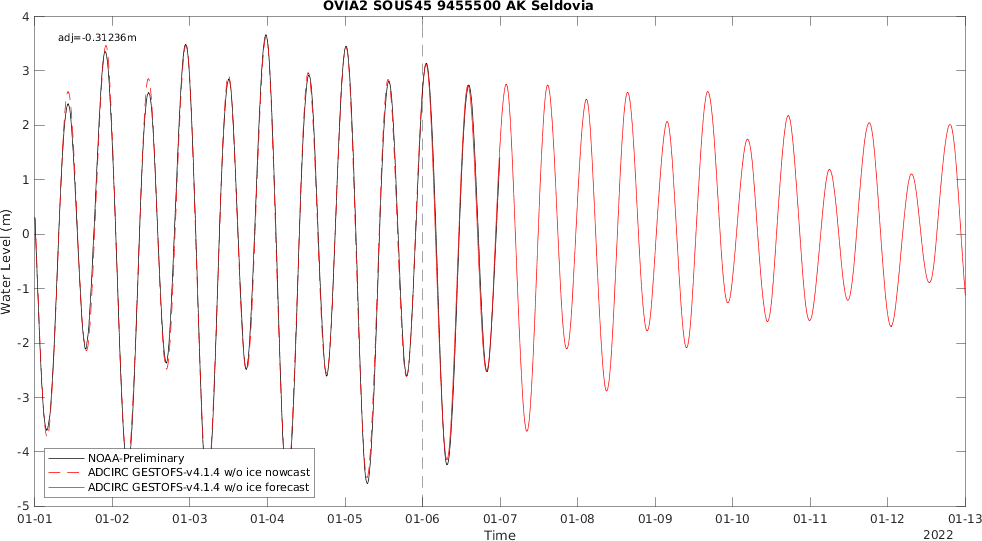 OVIA2 SOUS45 9455500 AK Seldovia
adj=-0.31236m
4
3
2
1
0
-1
-2
-3
-4
-5
Water Level (m)
NOAA-Preliminary
ADCIRC GESTOFS-v4.1.4 w/o ice nowcast
ADCIRC GESTOFS-v4.1.4 w/o ice forecast
01-01 01-02 01-03 01-04 01-05 01-06 01-07 01-08 01-09 01-10 01-11 01-12 01-13
Time
2022